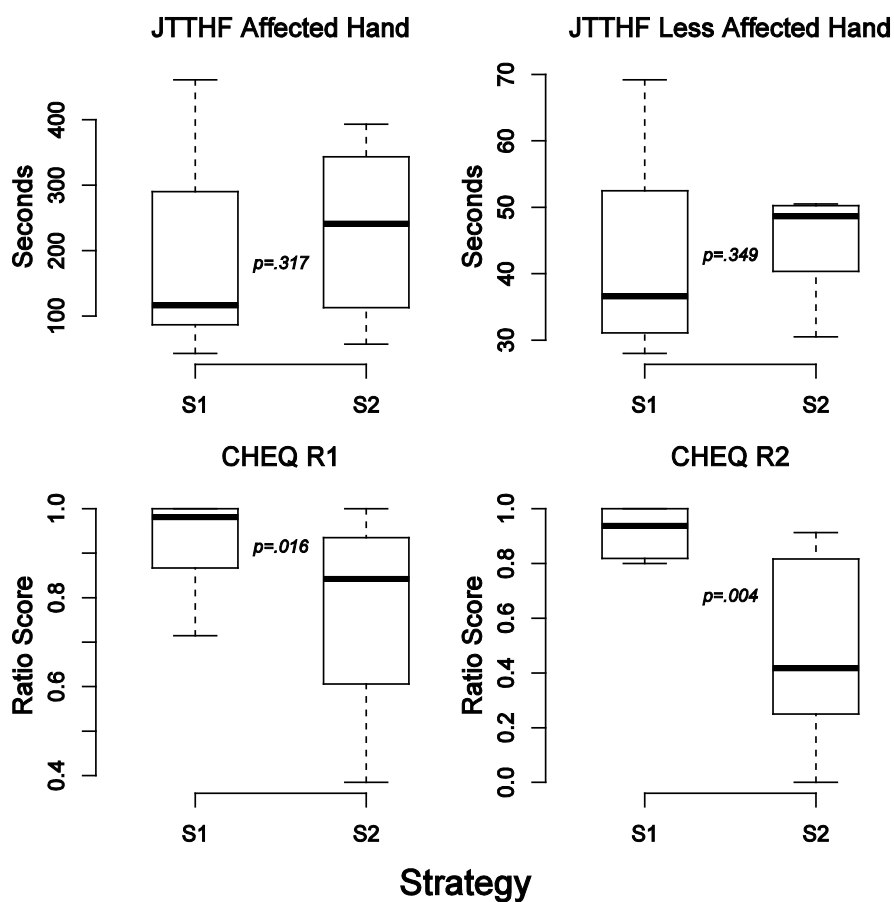 JTTHF Affected Hand
JTTHF Less Affected Hand
Seconds
400
300
200
100
p=.317
S1
S2
Seconds
70
60
50
40
30
p=.349
S1
S2
CHEQ R1
CHEQ R2
Ratio Score
1.0
0.8
0.6
0.4
p=.016
S1
S2
Ratio Score
1.0
0.8
0.6
0.4
0.2
0.0
p=.004
S1
S2
Strategy